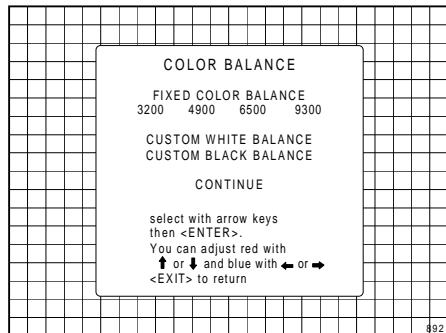 COLOR BALANCE
FIXED COLOR BALANCE
3200 4900 6500 9300
CUSTOM WHITE BALANCE
CUSTOM BLACK BALANCE
CONTINUE
select with arrow keys
then <ENTER>.
You can adjust red with
⬆ or ⬇ and blue with ⬅ or ➡
<EXIT> to return
892